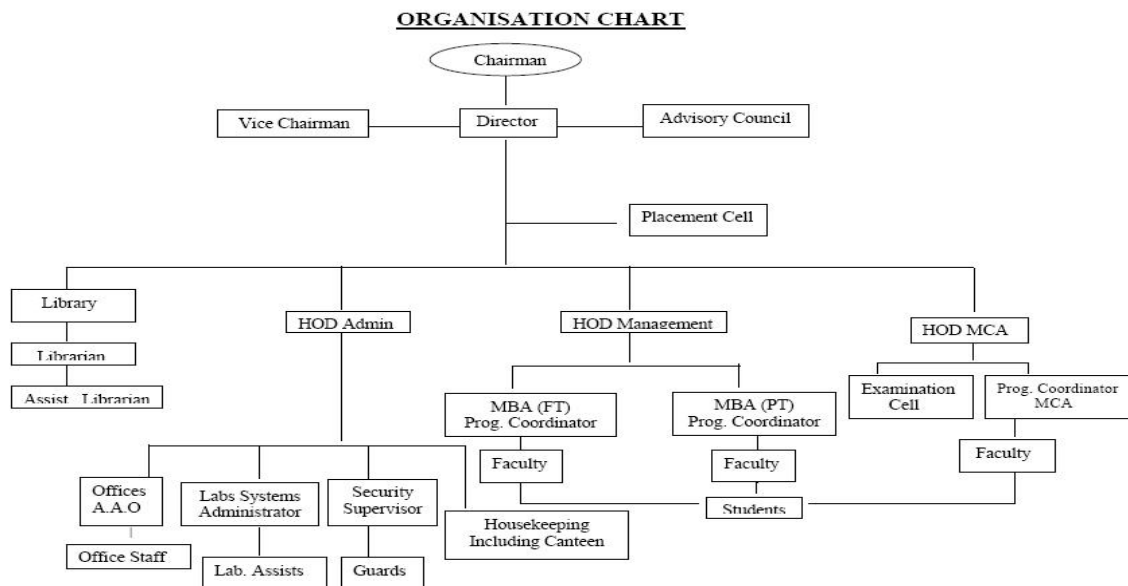 ORGANISATION CHART
Chairman
Vice Chairman
Director
Advisory Council
Placement Cell
Library
HOD Admin
HOD Management
HOD MCA
Librarian
Assist. Librarian
MBA (FT)
Prog. Coordinator
MBA (PT)
Prog. Coordinator
Examination
Cell
Prog. Coordinator
MCA
Faculty
Faculty
Faculty
Students
Offices
A.A.O
Labs Systems
Administrator
Security
Supervisor
Housekeeping
Including Canteen
Office Staff
Lab. Assists
Guards